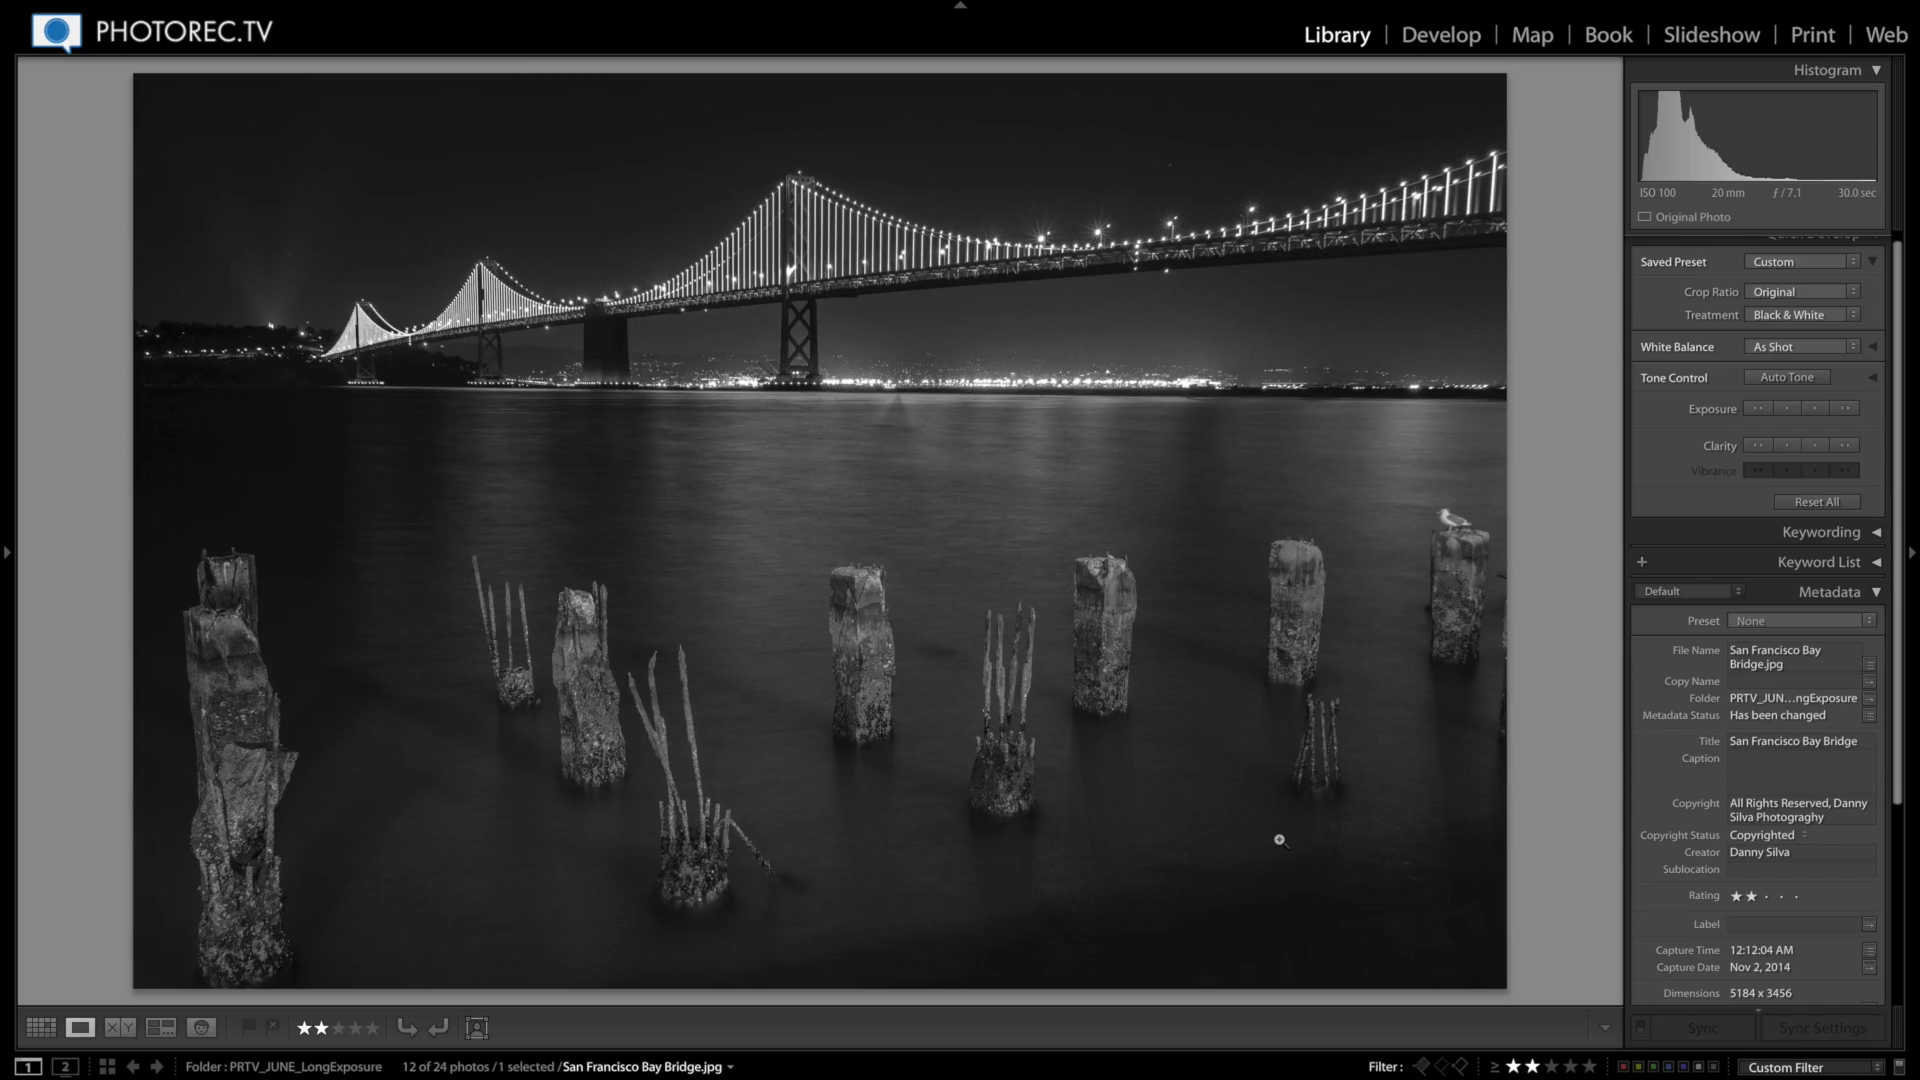 PHOTOREC.TV
Library | Develop | Map | Book | Slideshow | Print | Web
Histogram
ISO 100 20 mm ƒ / 7.1 30.0 sec
Original Photo
Quick Develop
Saved Preset Custom
Crop Ratio Original
Treatment Black & White
White Balance As Shot
Tone Control Auto Tone
Exposure
Clarity
Vibrance
Reset All
Keywording
+ Keyword List
Default Metadata
Preset None
File Name San Francisco Bay
Bridge.jpg
Copy Name
Folder PRTV_JUN...ngExposure
Metadata Status Has been changed
Title San Francisco Bay Bridge
Caption
Copyright All Rights Reserved, Danny
Silva Photograghy
Copyright Status Copyrighted
Creator Danny Silva
Sublocation
Rating ★★ · · ·
Label
Capture Time 12:12:04 AM
Capture Date Nov 2, 2014
Dimensions 5184 x 3456
X Y
Sync Sync Settings
1 2 Folder : PRTV_JUNE_LongExposure 12 of 24 photos / 1 selected / San Francisco Bay Bridge.jpg Filter : ≥ ★★★★★ Custom Filter